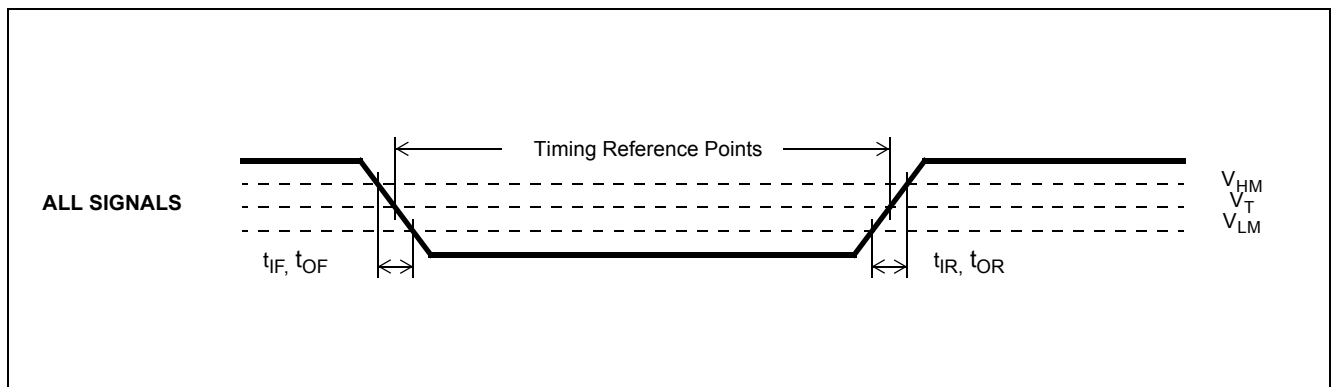 Timing Reference Points
ALL SIGNALS
V_HM
V_T
V_LM
t_IF, t_OF
t_IR, t_OR